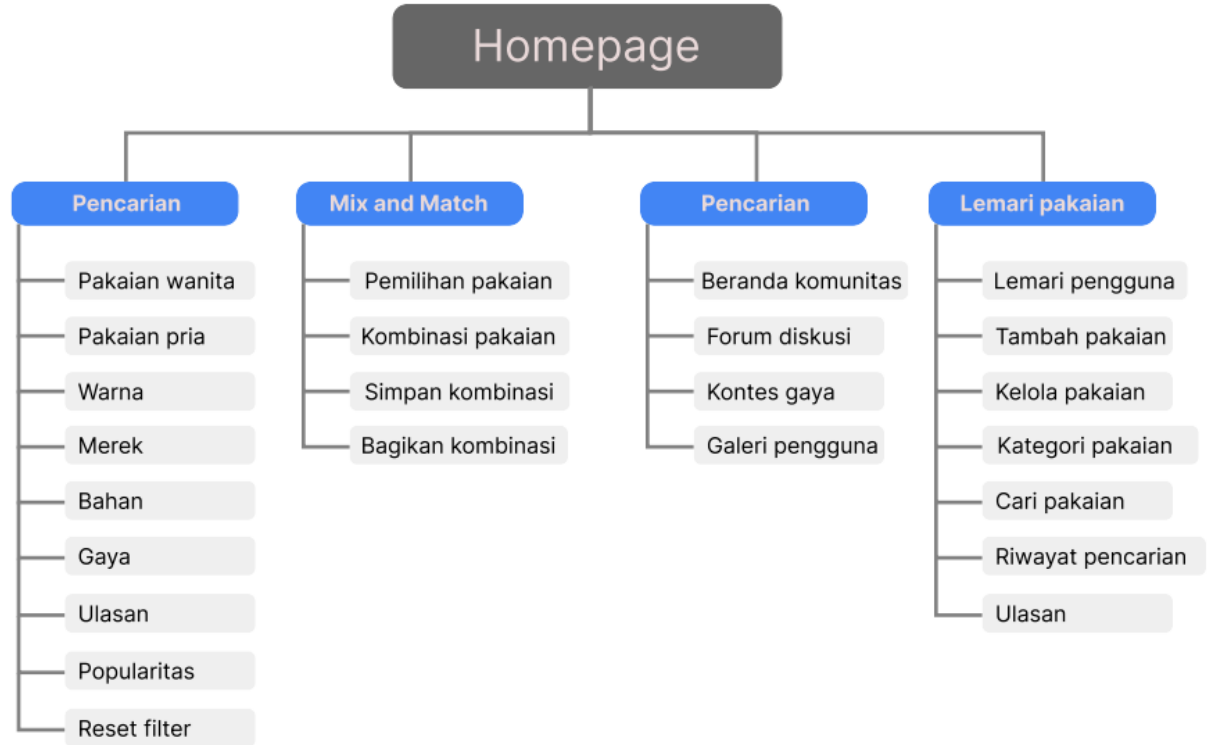 Homepage
Pencarian
Pakaian wanita
Pakaian pria
Warna
Merek
Bahan
Gaya
Ulasan
Popularitas
Reset filter
Mix and Match
Pemilihan pakaian
Kombinasi pakaian
Simpan kombinasi
Bagikan kombinasi
Pencarian
Beranda komunitas
Forum diskusi
Kontes gaya
Galeri pengguna
Lemari pakaian
Lemari pengguna
Tambah pakaian
Kelola pakaian
Kategori pakaian
Cari pakaian
Riwayat pencarian
Ulasan